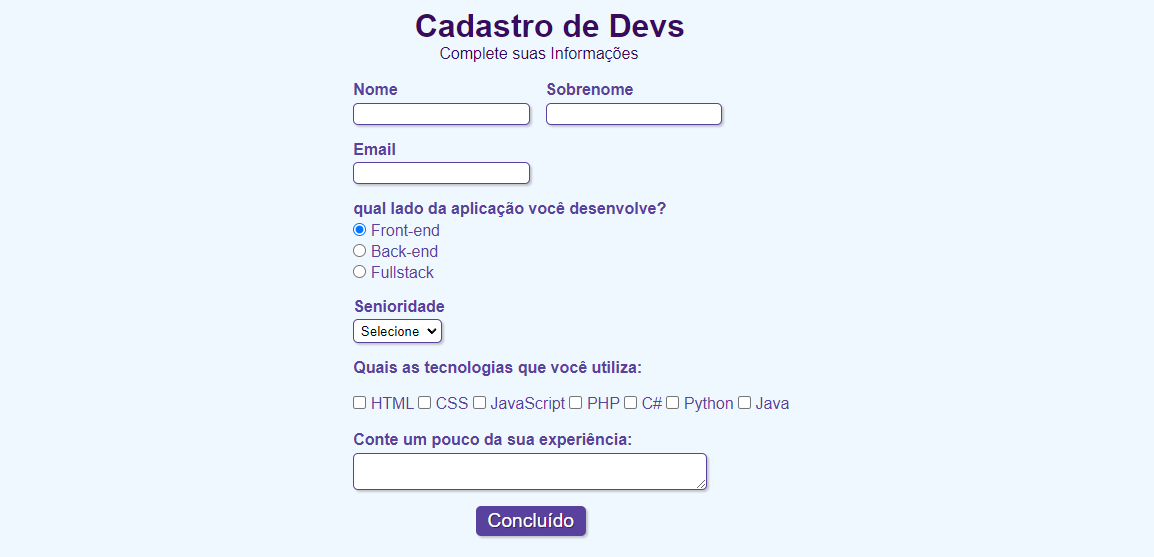 Cadastro de Devs
Complete suas Informações
Nome Sobrenome
Email
qual lado da aplicação você desenvolve?
Front-end
Back-end
Fullstack
Senioridade
Selecione
Quais as tecnologias que você utiliza:
HTML CSS JavaScript PHP C# Python Java
Conte um pouco da sua experiência:
Concluído